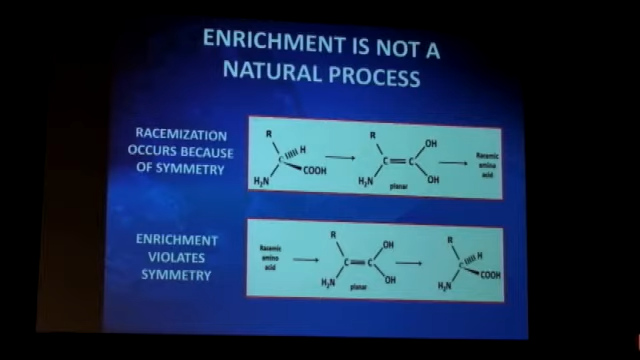 ENRICHMENT IS NOT A
NATURAL PROCESS
RACEMIZATION
OCCURS BECAUSE
OF SYMMETRY
R
H
C
COOH
H₂N
R
OH
C=C
H₂N
OH
planar
Racemic
amino
acid
ENRICHMENT
VIOLATES
SYMMETRY
Racemic
amino
acid
R
OH
C=C
H₂N
OH
planar
R
H
C
COOH
H₂N